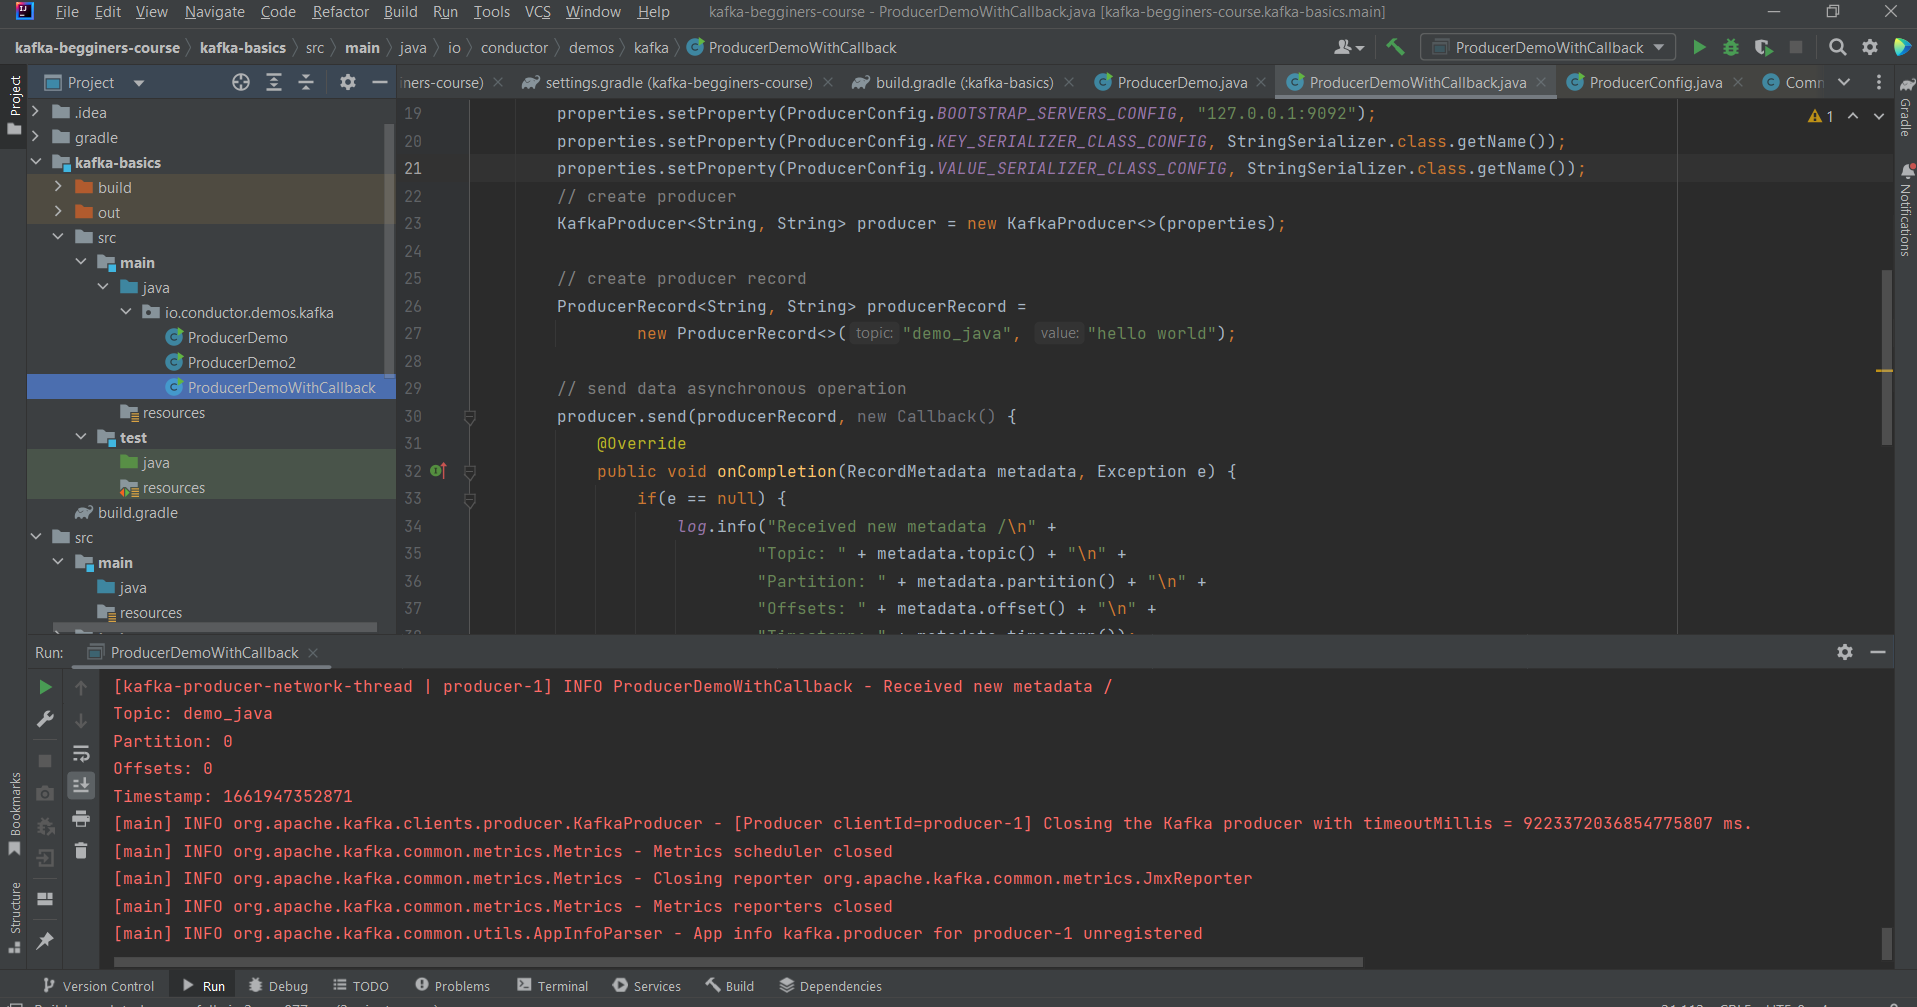 File Edit View Navigate Code Refactor Build Run Tools VCS Window Help kafka-begginers-course - ProducerDemoWithCallback.java [kafka-begginers-course.kafka-basics.main]
kafka-begginers-course kafka-basics src main java io conductor demos kafka ProducerDemoWithCallback ProducerDemoWithCallback
Project
Project
iners-course) settings.gradle (kafka-begginers-course) build.gradle (:kafka-basics) ProducerDemo.java ProducerDemoWithCallback.java ProducerConfig.java Comr
.idea
gradle
kafka-basics
build
out
src
main
java
io.conductor.demos.kafka
ProducerDemo
ProducerDemo2
ProducerDemoWithCallback
resources
test
java
resources
build.gradle
src
main
java
resources
19 properties.setProperty(ProducerConfig.BOOTSTRAP_SERVERS_CONFIG, "127.0.0.1:9092");
20 properties.setProperty(ProducerConfig.KEY_SERIALIZER_CLASS_CONFIG, StringSerializer.class.getName());
21 properties.setProperty(ProducerConfig.VALUE_SERIALIZER_CLASS_CONFIG, StringSerializer.class.getName());
22 // create producer
23 KafkaProducer<String, String> producer = new KafkaProducer<>(properties);
24
25 // create producer record
26 ProducerRecord<String, String> producerRecord =
27 new ProducerRecord<>( topic: "demo_java", value: "hello world");
28
29 // send data asynchronous operation
30 producer.send(producerRecord, new Callback() {
31 @Override
32 public void onCompletion(RecordMetadata metadata, Exception e) {
33 if(e == null) {
34 log.info("Received new metadata /\n" +
35 "Topic: " + metadata.topic() + "\n" +
36 "Partition: " + metadata.partition() + "\n" +
37 "Offsets: " + metadata.offset() + "\n" +
38 "Timestamp: " + metadata.timestamp());
1
Gradle
Notifications
Run: ProducerDemoWithCallback
[kafka-producer-network-thread | producer-1] INFO ProducerDemoWithCallback - Received new metadata /
Topic: demo_java
Partition: 0
Offsets: 0
Timestamp: 1661947352871
[main] INFO org.apache.kafka.clients.producer.KafkaProducer - [Producer clientId=producer-1] Closing the Kafka producer with timeoutMillis = 9223372036854775807 ms.
[main] INFO org.apache.kafka.common.metrics.Metrics - Metrics scheduler closed
[main] INFO org.apache.kafka.common.metrics.Metrics - Closing reporter org.apache.kafka.common.metrics.JmxReporter
[main] INFO org.apache.kafka.common.metrics.Metrics - Metrics reporters closed
[main] INFO org.apache.kafka.common.utils.AppInfoParser - App info kafka.producer for producer-1 unregistered
Bookmarks
Structure
Version Control Run Debug TODO Problems Terminal Services Build Dependencies